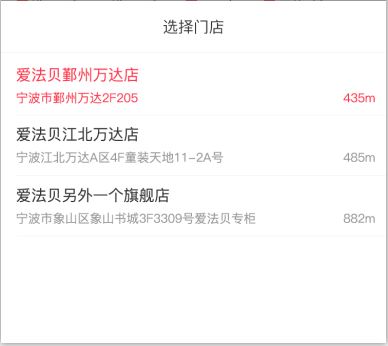 选择门店
爱法贝鄞州万达店
宁波市鄞州万达2F205 435m
爱法贝江北万达店
宁波江北万达A区4F童装天地11-2A号 485m
爱法贝另外一个旗舰店
宁波市象山区象山书城3F3309号爱法贝专柜 882m